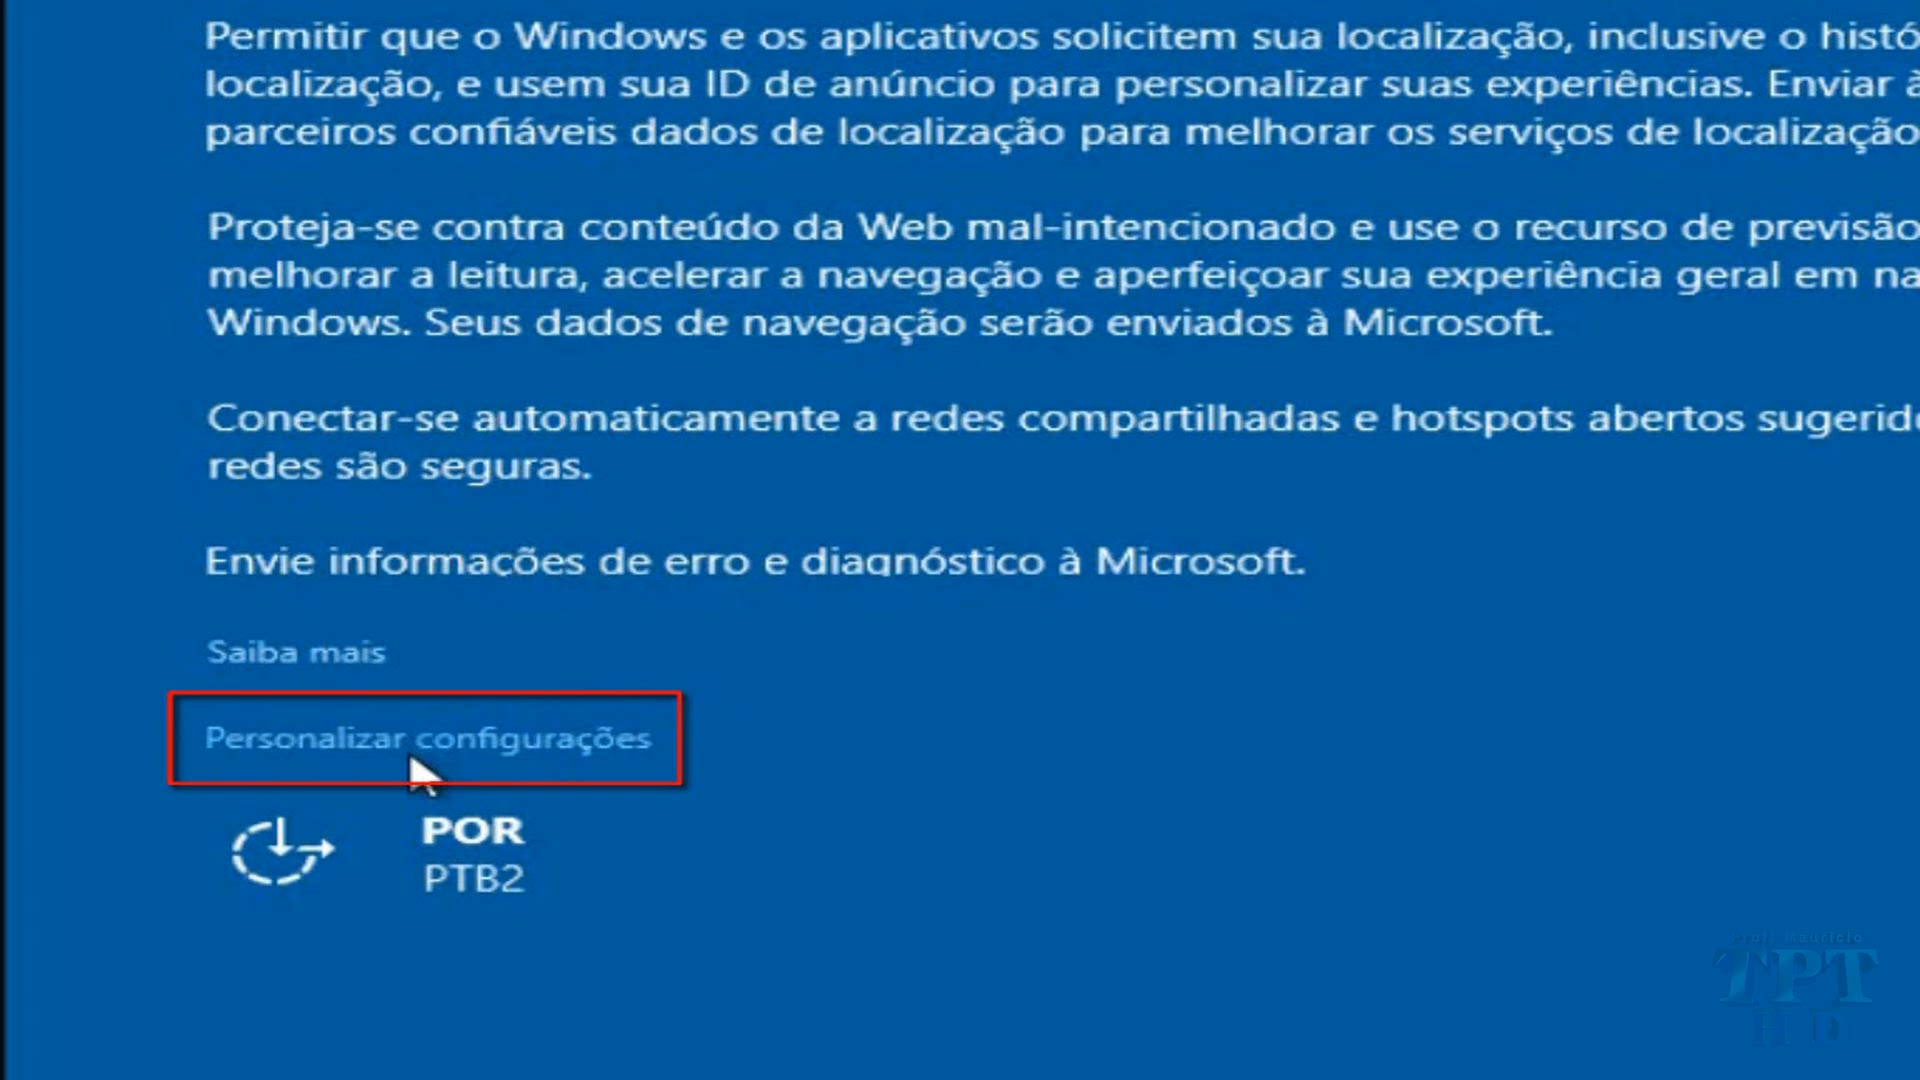 Permitir que o Windows e os aplicativos solicitem sua localização, inclusive o histó
localização, e usem sua ID de anúncio para personalizar suas experiências. Enviar à
parceiros confiáveis dados de localização para melhorar os serviços de localização
Proteja-se contra conteúdo da Web mal-intencionado e use o recurso de previsão
melhorar a leitura, acelerar a navegação e aperfeiçoar sua experiência geral em na
Windows. Seus dados de navegação serão enviados à Microsoft.
Conectar-se automaticamente a redes compartilhadas e hotspots abertos sugerid
redes são seguras.
Envie informações de erro e diagnóstico à Microsoft.
Saiba mais
Personalizar configurações
POR
PTB2
Prof. Mauricio
TPT
HD